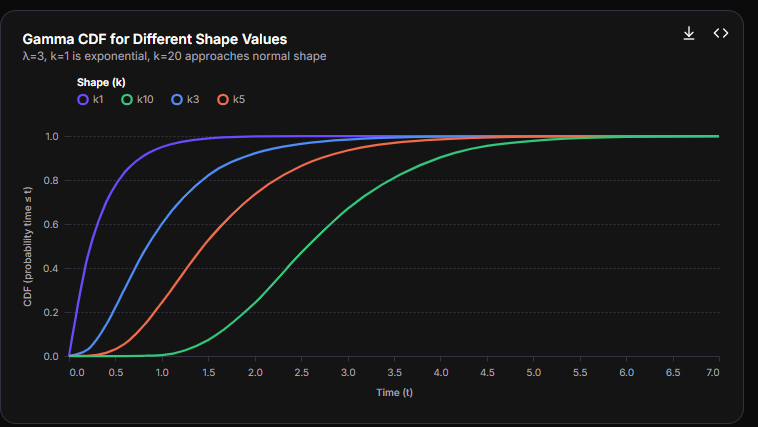 Gamma CDF for Different Shape Values
λ=3, k=1 is exponential, k=20 approaches normal shape
Shape (k)
k1 k10 k3 k5
1.0
0.8
0.6
0.4
0.2
0.0
CDF (probability time ≤ t)
0.0 0.5 1.0 1.5 2.0 2.5 3.0 3.5 4.0 4.5 5.0 5.5 6.0 6.5 7.0
Time (t)